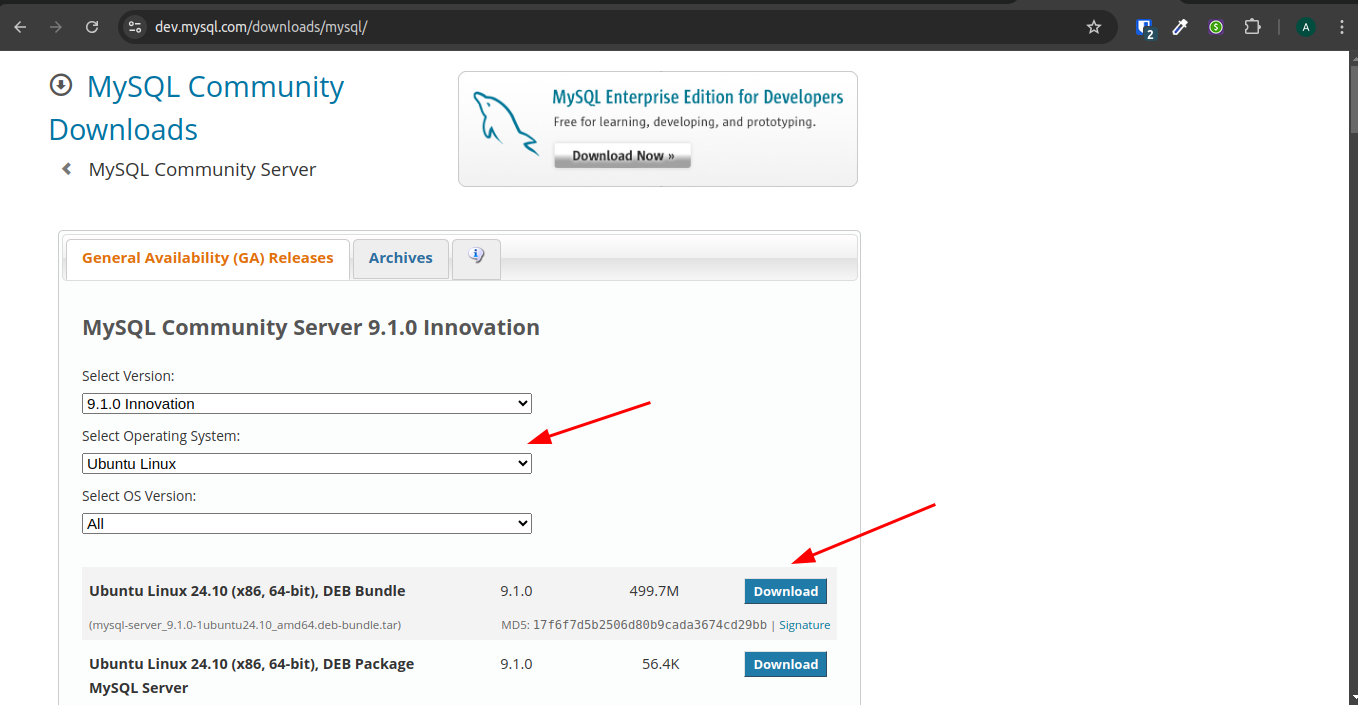 dev.mysql.com/downloads/mysql/
2
$
A
MySQL Community
Downloads
MySQL Community Server
MySQL Enterprise Edition for Developers
Free for learning, developing, and prototyping.
Download Now »
General Availability (GA) Releases
Archives
i
MySQL Community Server 9.1.0 Innovation
Select Version:
9.1.0 Innovation
Select Operating System:
Ubuntu Linux
Select OS Version:
All
Ubuntu Linux 24.10 (x86, 64-bit), DEB Bundle 9.1.0 499.7M Download
(mysql-server_9.1.0-1ubuntu24.10_amd64.deb-bundle.tar) MD5: 17f6f7d5b2506d80b9cada3674cd29bb | Signature
Ubuntu Linux 24.10 (x86, 64-bit), DEB Package 9.1.0 56.4K Download
MySQL Server